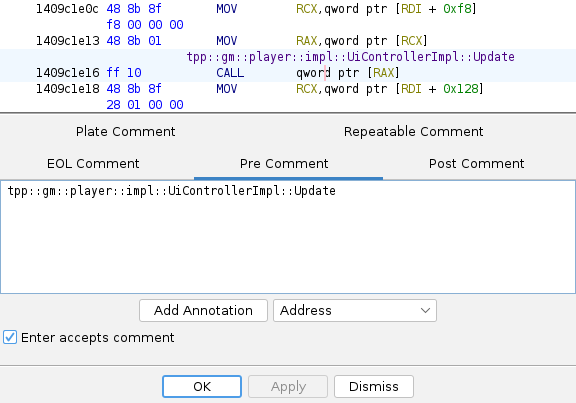 1409c1e0c 48 8b 8f MOV RCX,qword ptr [RDI + 0xf8]
f8 00 00 00
1409c1e13 48 8b 01 MOV RAX,qword ptr [RCX]
tpp::gm::player::impl::UiControllerImpl::Update
1409c1e16 ff 10 CALL qword ptr [RAX]
1409c1e18 48 8b 8f MOV RCX,qword ptr [RDI + 0x128]
28 01 00 00
Plate Comment Repeatable Comment
EOL Comment Pre Comment Post Comment
tpp::gm::player::impl::UiControllerImpl::Update
Add Annotation Address
Enter accepts comment
OK Apply Dismiss